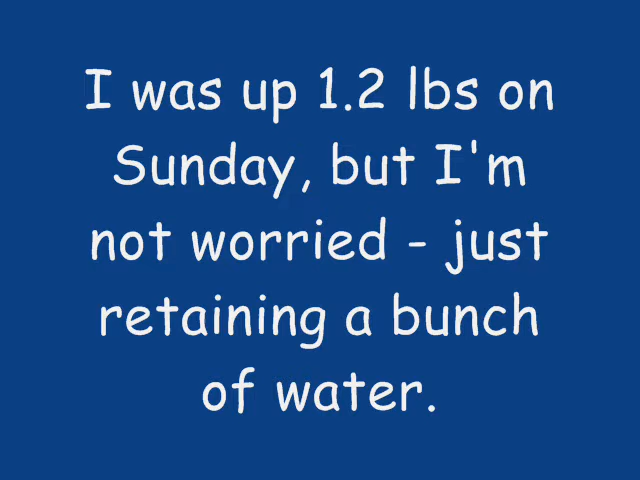 I was up 1.2 lbs on
Sunday, but I'm
not worried - just
retaining a bunch
of water.